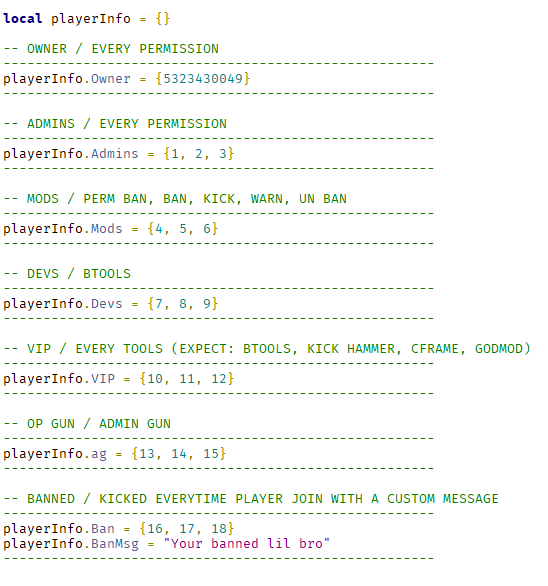 local playerInfo = {}
-- OWNER / EVERY PERMISSION
------------------------------------------------------
playerInfo.Owner = {5323430049}
------------------------------------------------------
-- ADMINS / EVERY PERMISSION
------------------------------------------------------
playerInfo.Admins = {1, 2, 3}
------------------------------------------------------
-- MODS / PERM BAN, BAN, KICK, WARN, UN BAN
------------------------------------------------------
playerInfo.Mods = {4, 5, 6}
------------------------------------------------------
-- DEVS / BTOOLS
------------------------------------------------------
playerInfo.Devs = {7, 8, 9}
------------------------------------------------------
-- VIP / EVERY TOOLS (EXPECT: BTOOLS, KICK HAMMER, CFRAME, GODMOD)
------------------------------------------------------
playerInfo.VIP = {10, 11, 12}
------------------------------------------------------
-- OP GUN / ADMIN GUN
------------------------------------------------------
playerInfo.ag = {13, 14, 15}
------------------------------------------------------
-- BANNED / KICKED EVERYTIME PLAYER JOIN WITH A CUSTOM MESSAGE
------------------------------------------------------
playerInfo.Ban = {16, 17, 18}
playerInfo.BanMsg = "Your banned lil bro"
------------------------------------------------------